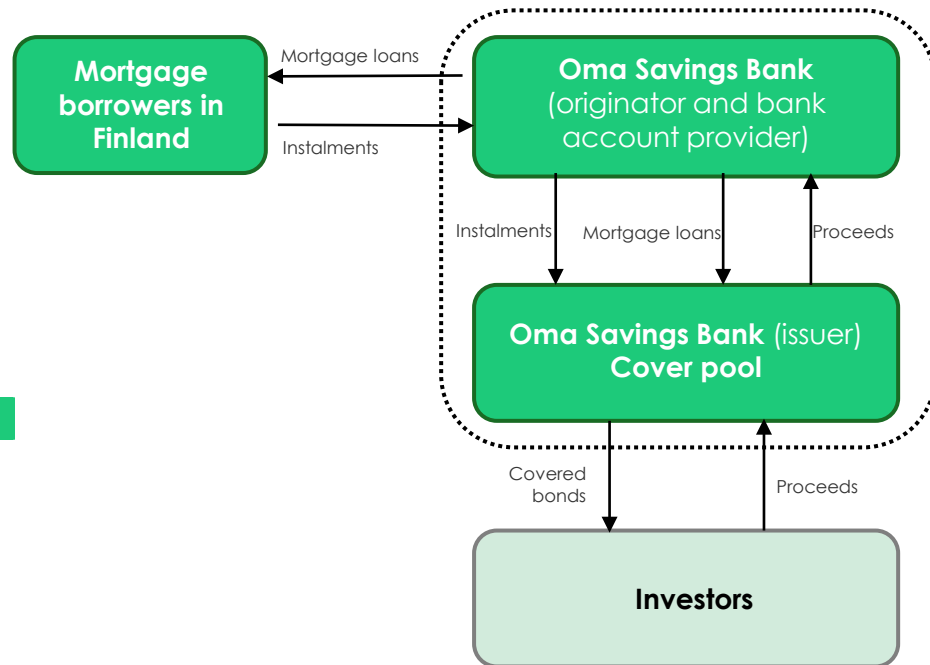 Mortgage
borrowers in
Finland
Mortgage loans
Instalments
Oma Savings Bank
(originator and bank
account provider)
Instalments
Mortgage loans
Proceeds
Oma Savings Bank (issuer)
Cover pool
Covered
bonds
Proceeds
Investors